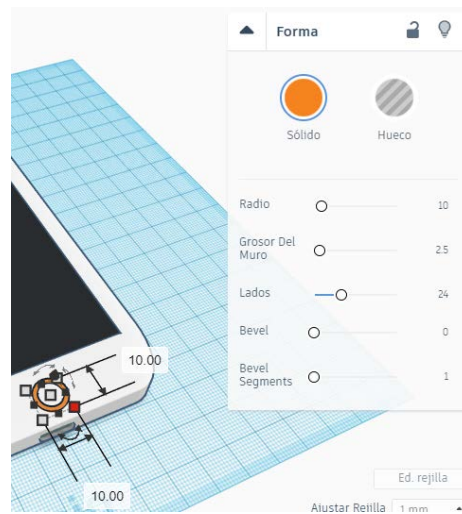 Forma
Sólido
Hueco
Radio
10
Grosor Del
Muro
2.5
Lados
24
Bevel
0
Bevel
Segments
1
10.00
10.00
Ed. rejilla
Ajustar Rejilla
1 mm